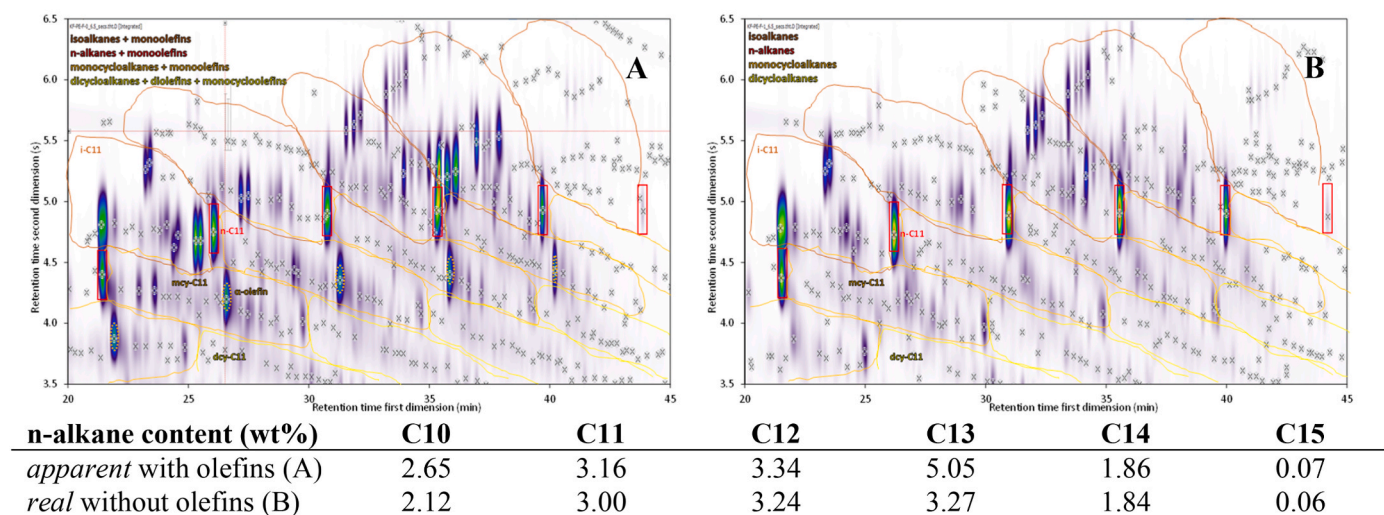 isoalkanes + monoolefins
n-alkanes + monoolefins
monocycloalkanes + monoolefins
dicycloalkanes + diolefins + monocycloolefins
A
i-C11
n-C11
mcy-C11
α-olefin
dcy-C11
Retention time second dimension (s)
6.5
6.0
5.5
5.0
4.5
4.0
3.5
20 25 30 35 40 45
Retention time first dimension (min)
isoalkanes
n-alkanes
monocycloalkanes
dicycloalkanes
B
i-C11
n-C11
mcy-C11
dcy-C11
Retention time second dimension (s)
6.5
6.0
5.5
5.0
4.5
4.0
3.5
20 25 30 35 40 45
Retention time first dimension (min)
n-alkane content (wt%) C10 C11 C12 C13 C14 C15
apparent with olefins (A) 2.65 3.16 3.34 5.05 1.86 0.07
real without olefins (B) 2.12 3.00 3.24 3.27 1.84 0.06